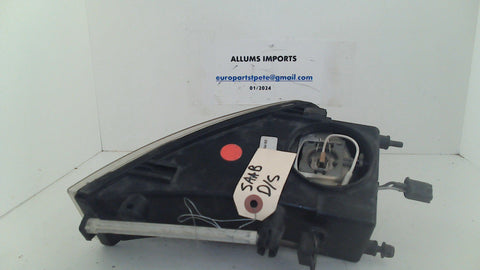 ALLUMS IMPORTS
europartstpete@gmail.com
01/2024
SAAB
D/S